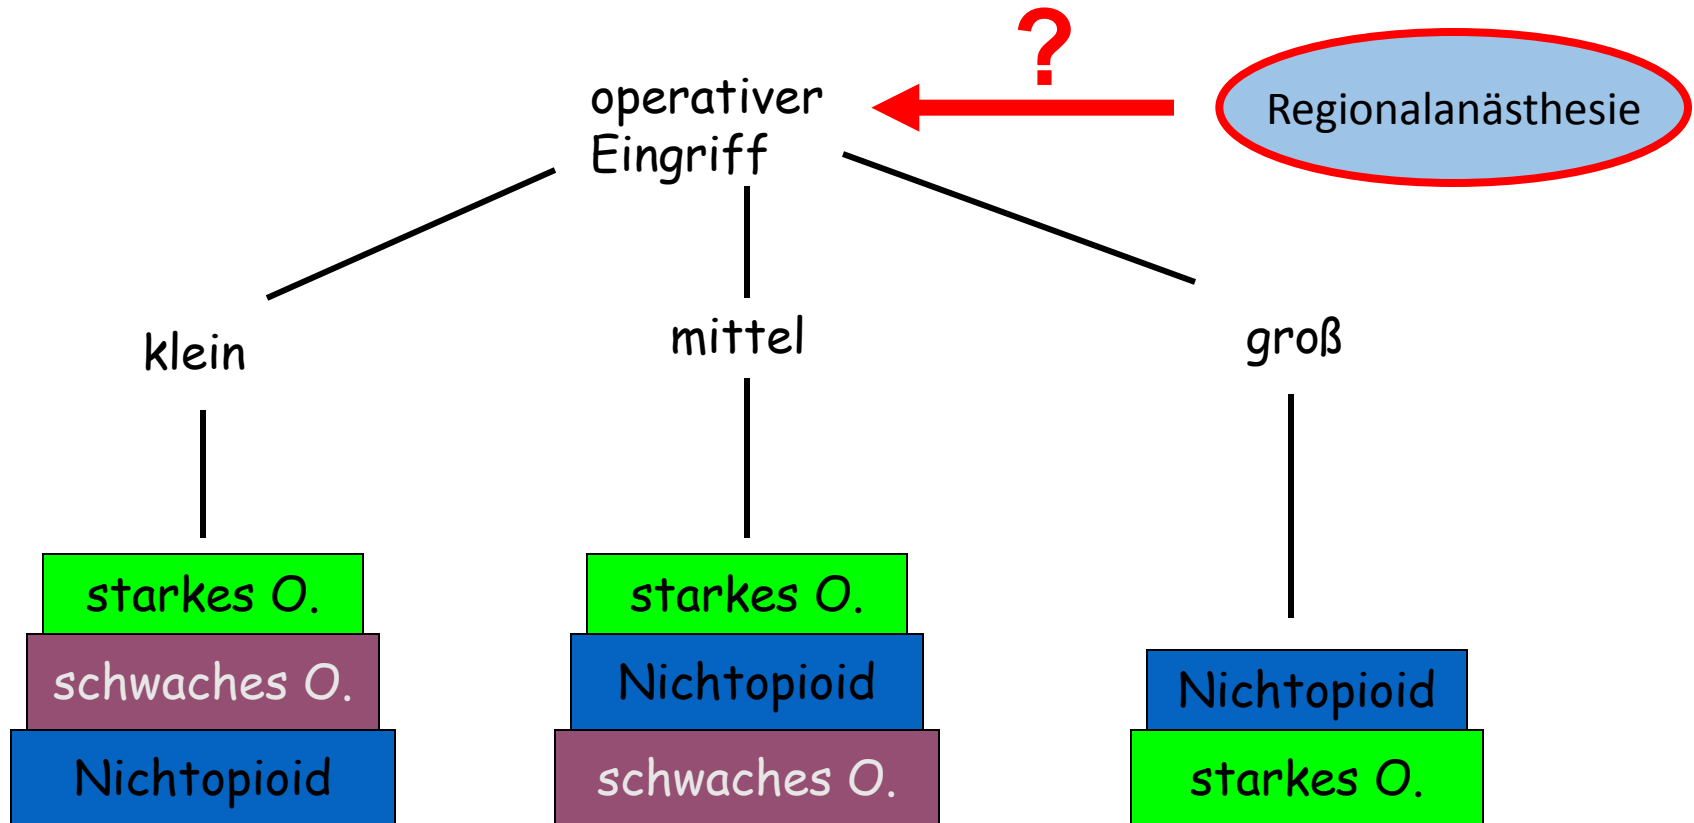 ?
operativer
Eingriff
Regionalanästhesie
klein
mittel
groß
starkes O.
schwaches O.
Nichtopioid
starkes O.
Nichtopioid
schwaches O.
Nichtopioid
starkes O.